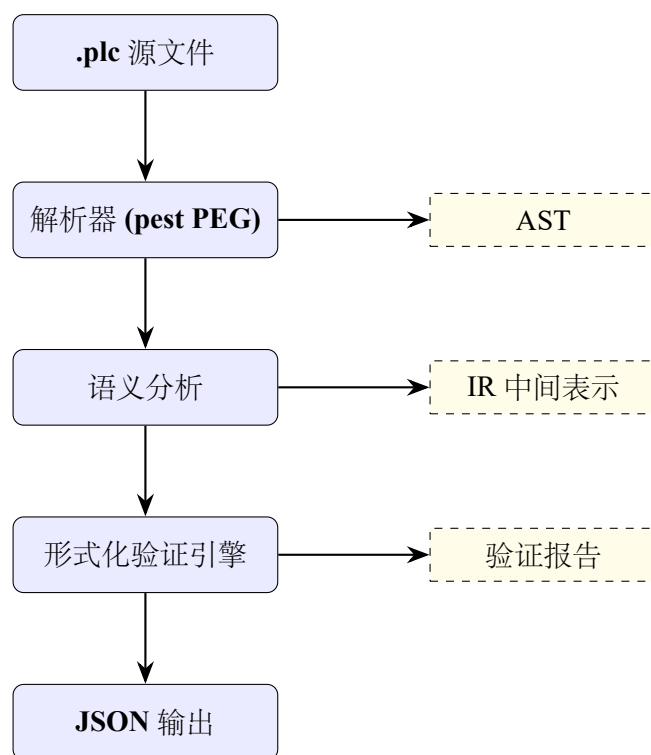 .plc 源文件
解析器 (pest PEG)
AST
语义分析
IR 中间表示
形式化验证引擎
验证报告
JSON 输出